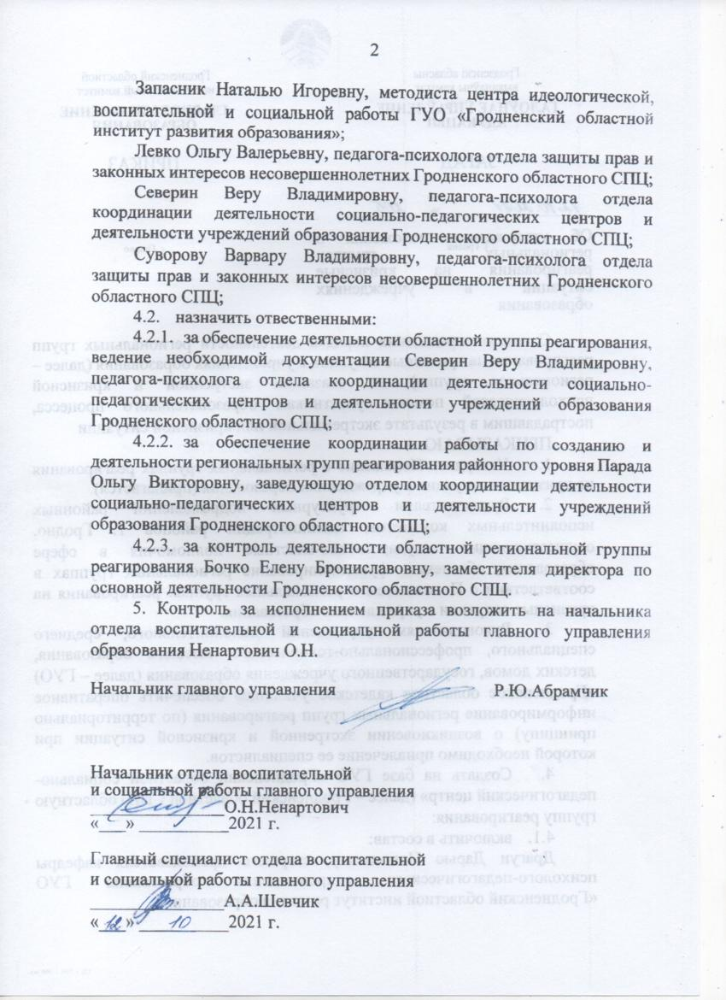 2
Запасник Наталью Игоревну, методиста центра идеологической,
воспитательной и социальной работы ГУО «Гродненский областной
институт развития образования»;
Левко Ольгу Валерьевну, педагога-психолога отдела защиты прав и
законных интересов несовершеннолетних Гродненского областного СПЦ;
Северин Веру Владимировну, педагога-психолога отдела
координации деятельности социально-педагогических центров и
деятельности учреждений образования Гродненского областного СПЦ;
Суворову Варвару Владимировну, педагога-психолога отдела
защиты прав и законных интересов несовершеннолетних Гродненского
областного СПЦ;
4.2. назначить отвественными:
4.2.1. за обеспечение деятельности областной группы реагирования,
ведение необходимой документации Северин Веру Владимировну,
педагога-психолога отдела координации деятельности социально-
педагогических центров и деятельности учреждений образования
Гродненского областного СПЦ;
4.2.2. за обеспечение координации работы по созданию и
деятельности региональных групп реагирования районного уровня Парада
Ольгу Викторовну, заведующую отделом координации деятельности
социально-педагогических центров и деятельности учреждений
образования Гродненского областного СПЦ;
4.2.3. за контроль деятельности областной региональной группы
реагирования Бочко Елену Брониславовну, заместителя директора по
основной деятельности Гродненского областного СПЦ.
5. Контроль за исполнением приказа возложить на начальника
отдела воспитательной и социальной работы главного управления
образования Ненартович О.Н.
Начальник главного управления Р.Ю.Абрамчик
Начальник отдела воспитательной
и социальной работы главного управления
_______________О.Н.Ненартович
«___» __________2021 г.
Главный специалист отдела воспитательной
и социальной работы главного управления
_______________А.А.Шевчик
«12» 10 2021 г.